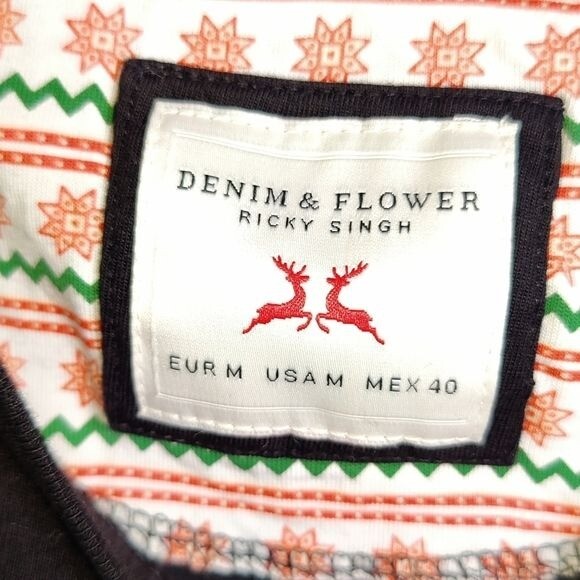 DENIM & FLOWER
RICKY SINGH
EUR M USA M MEX 40